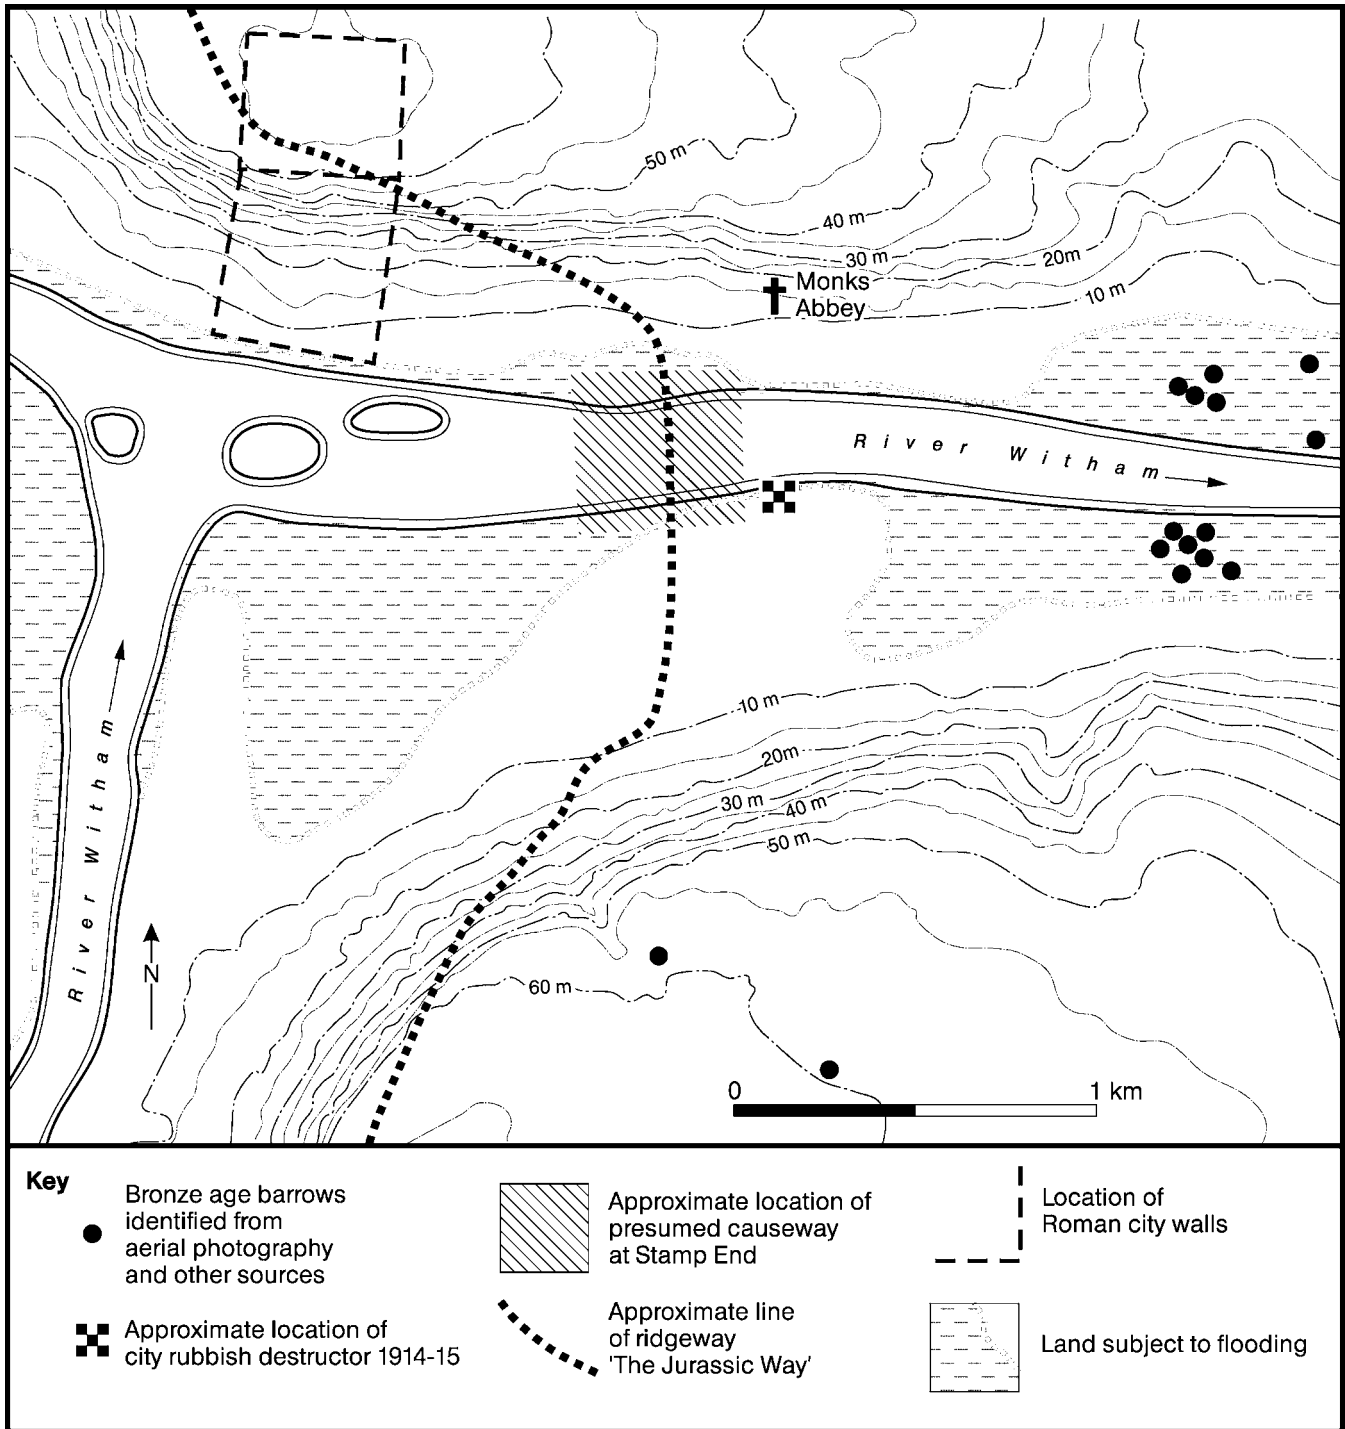 50 m
40 m
30 m
20m
10 m
Monks
Abbey
River Witham
10 m
20m
30 m
40 m
50 m
River Witham
N
60 m
0 1 km
Key
Bronze age barrows
identified from
aerial photography
and other sources
Approximate location of
city rubbish destructor 1914-15
Approximate location of
presumed causeway
at Stamp End
Approximate line
of ridgeway
'The Jurassic Way'
Location of
Roman city walls
Land subject to flooding